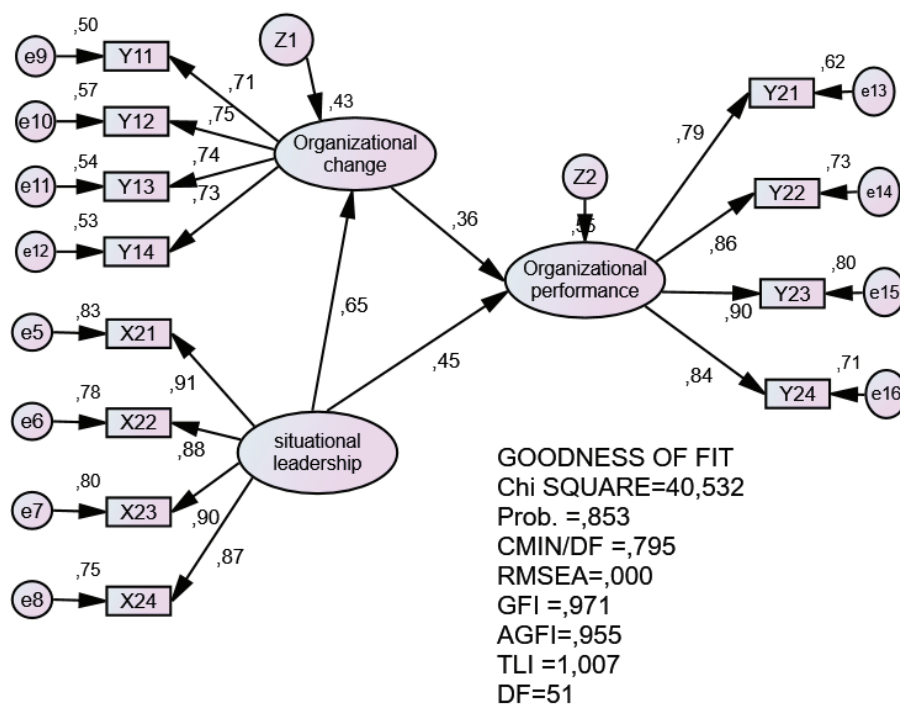 ,50
e9
Y11
,71
Z1
,43
,57
e10
Y12
,75
Organizational
change
,54
e11
Y13
,74
,53
e12
Y14
,73
,36
,65
,45
Z2
Organizational
performance
,62
Y21
e13
,79
,73
Y22
e14
,86
,80
Y23
e15
,90
,71
Y24
e16
,84
,83
e5
X21
,91
,78
e6
X22
,88
situational
leadership
,80
e7
X23
,90
,75
e8
X24
,87
GOODNESS OF FIT
Chi SQUARE=40,532
Prob. =,853
CMIN/DF =,795
RMSEA=,000
GFI =,971
AGFI=,955
TLI =1,007
DF=51